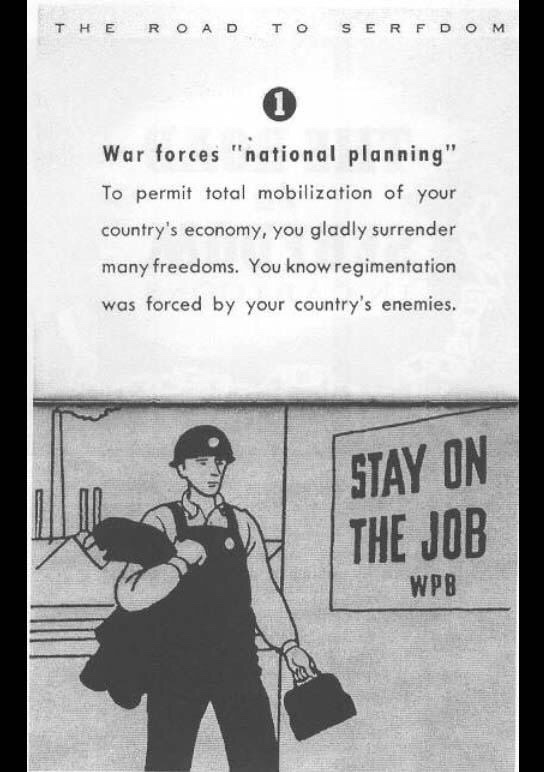 THE ROAD TO SERFDOM
1
War forces "national planning"
To permit total mobilization of your
country's economy, you gladly surrender
many freedoms. You know regimentation
was forced by your country's enemies.
STAY ON
THE JOB
WPB